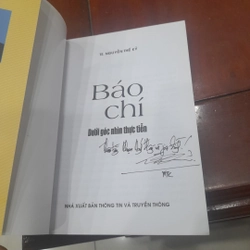 TS. NGUYỄN THẾ KỶ
Báo
chí
Dưới góc nhìn thực tiễn
NHÀ XUẤT BẢN THÔNG TIN VÀ TRUYỀN THÔNG